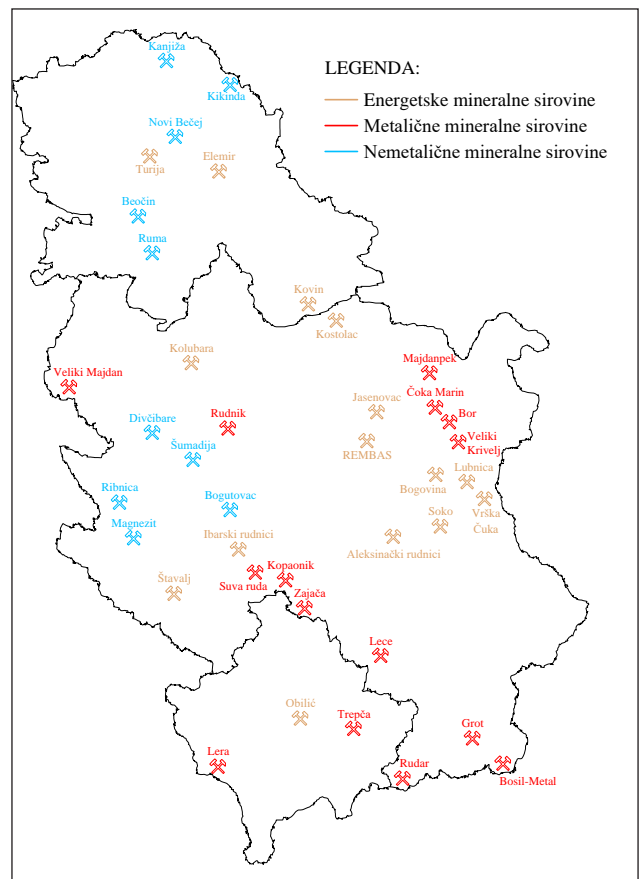 Kanjiža
LEGENDA:
Kikinda
Energetske mineralne sirovine
Metalične mineralne sirovine
Novi Bečej
Nemetalične mineralne sirovine
Turija
Elemir
Beočin
Ruma
Kovin
Kostolac
Kolubara
Veliki Majdan
Majdanpek
Čoka Marin
Jasenovac
Bor
Divčibare
Rudnik
Veliki
Krivelj
Šumadija
REMBAS
Lubnica
Bogovina
Ribnica
Bogutovac
Vrška
Čuka
Magnezit
Soko
Ibarski rudnici
Aleksinački rudnici
Kopaonik
Štavalj
Suva ruda
Zajača
Lece
Obilić
Trepča
Grot
Lera
Rudar
Bosil-Metal